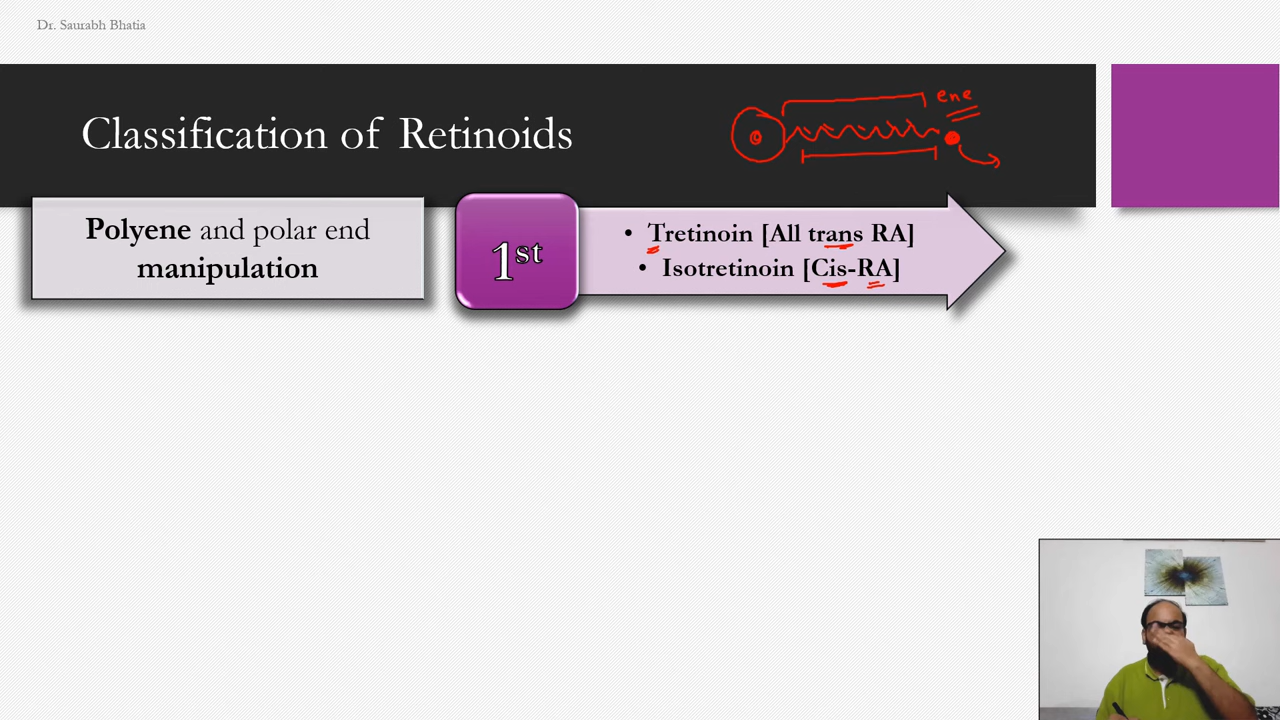 Dr. Saurabh Bhatia
ene
Classification of Retinoids
Polyene and polar end
manipulation
1st
• Tretinoin [All trans RA]
• Isotretinoin [Cis-RA]